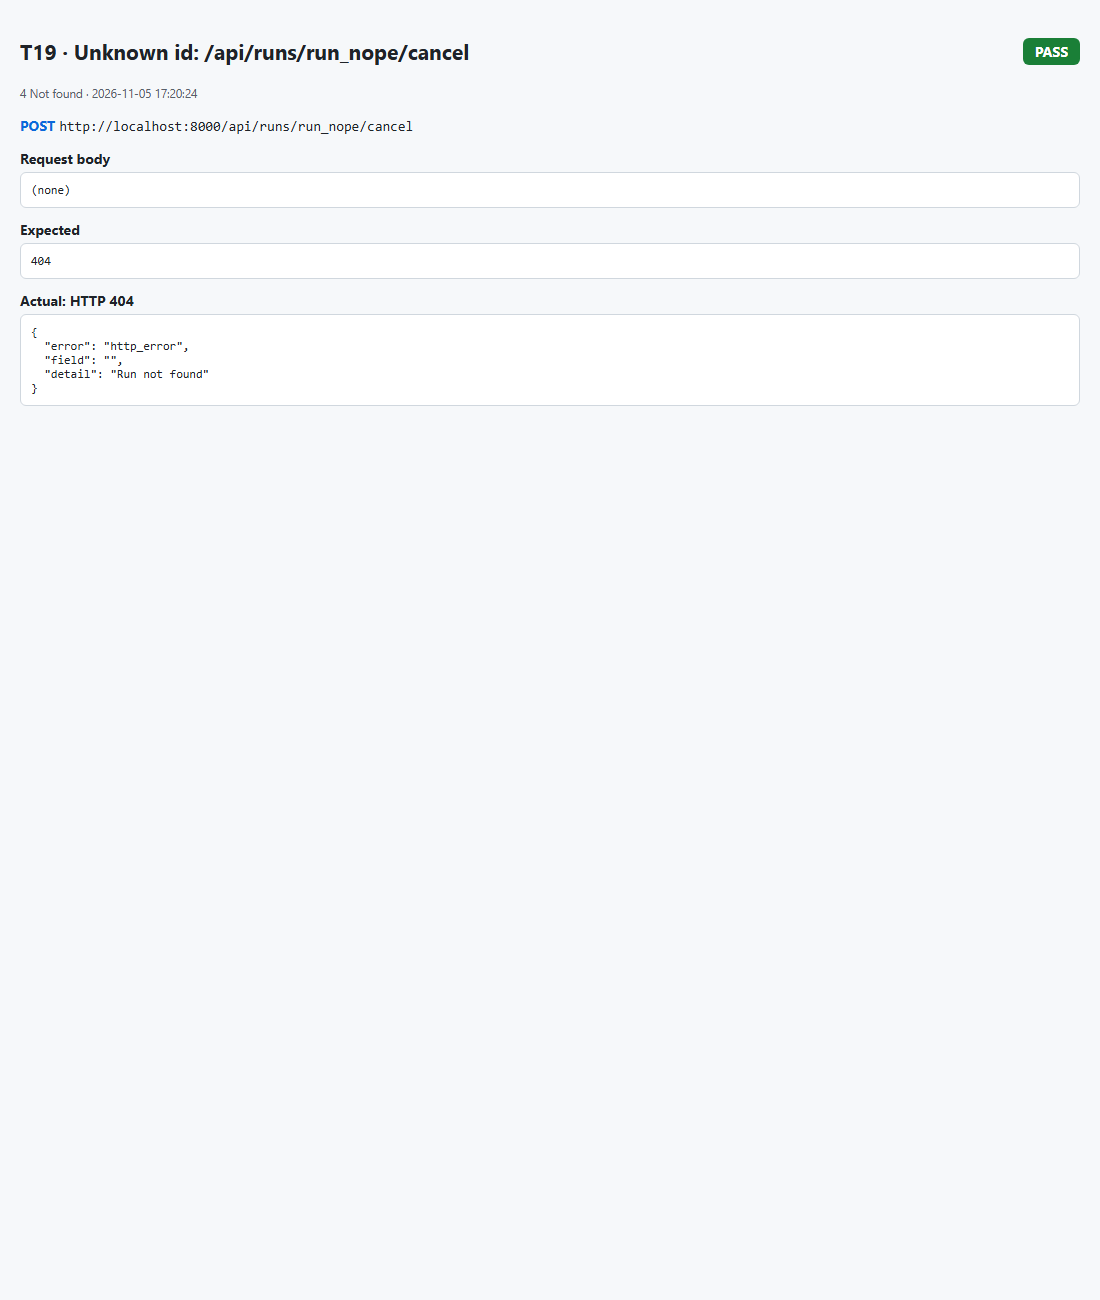 T19 · Unknown id: /api/runs/run_nope/cancel
PASS
4 Not found · 2026-11-05 17:20:24
POST http://localhost:8000/api/runs/run_nope/cancel
Request body
(none)
Expected
404
Actual: HTTP 404
{
  "error": "http_error",
  "field": "",
  "detail": "Run not found"
}